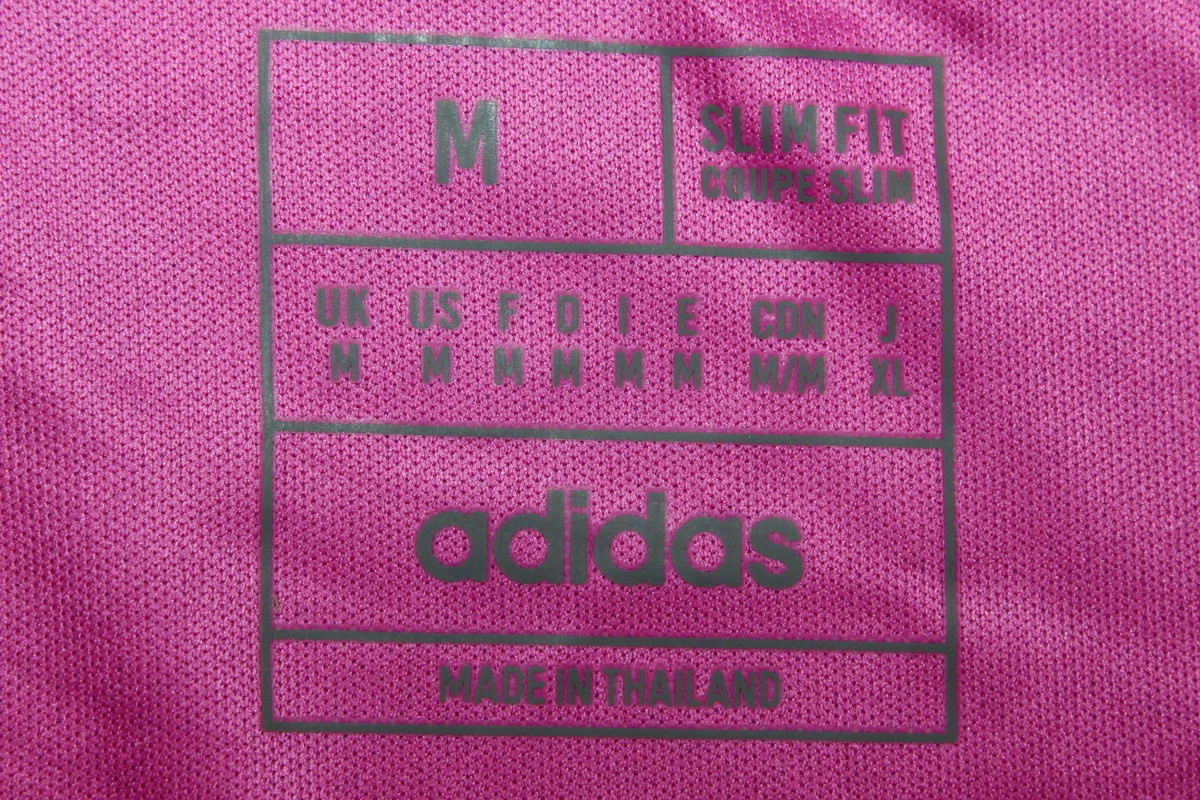 M
SLIM FIT
COUPE SLIM
UK US F D I E CDN J
M M M M M M M/M XL
adidas
MADE IN THAILAND